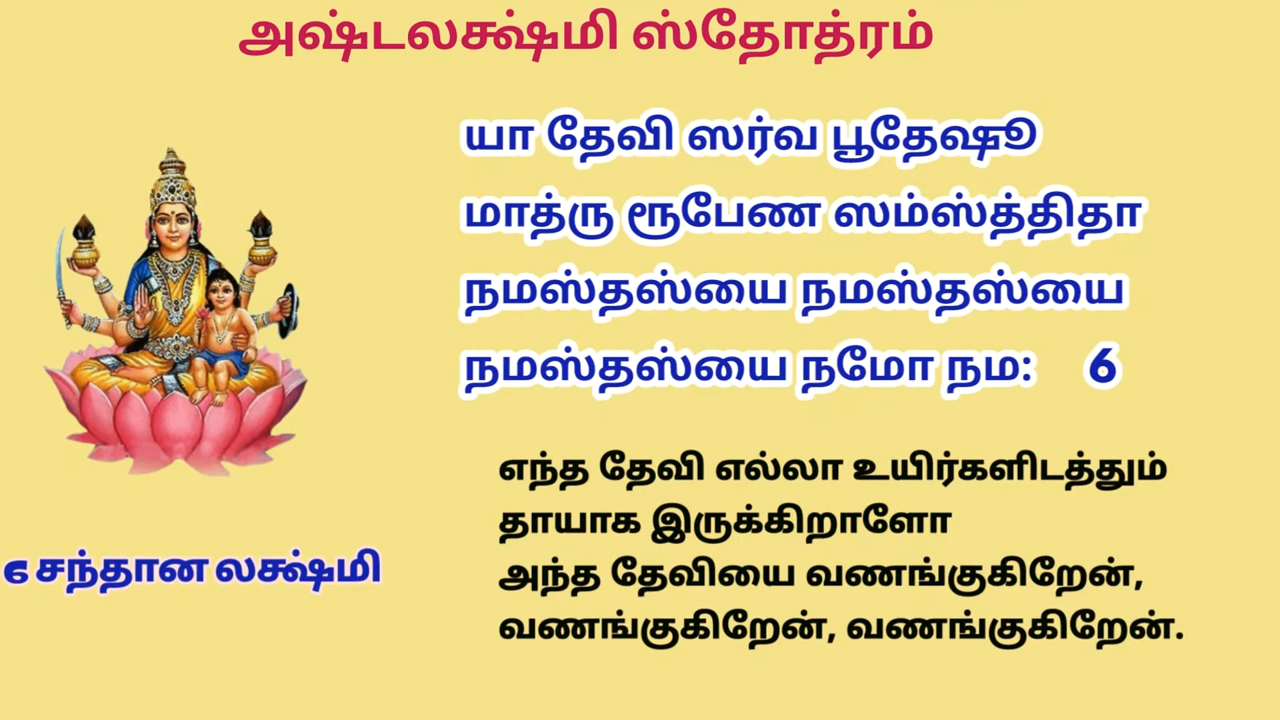 அஷ்டலக்ஷ்மி ஸ்தோத்ரம்
யா தேவி ஸர்வ பூதேஷூ
மாத்ரு ரூபேண ஸம்ஸ்த்திதா
நமஸ்தஸ்யை நமஸ்தஸ்யை
நமஸ்தஸ்யை நமோ நம: 6
எந்த தேவி எல்லா உயிர்களிடத்தும்
தாயாக இருக்கிறாளோ
அந்த தேவியை வணங்குகிறேன்,
வணங்குகிறேன், வணங்குகிறேன்.
6 சந்தான லக்ஷ்மி